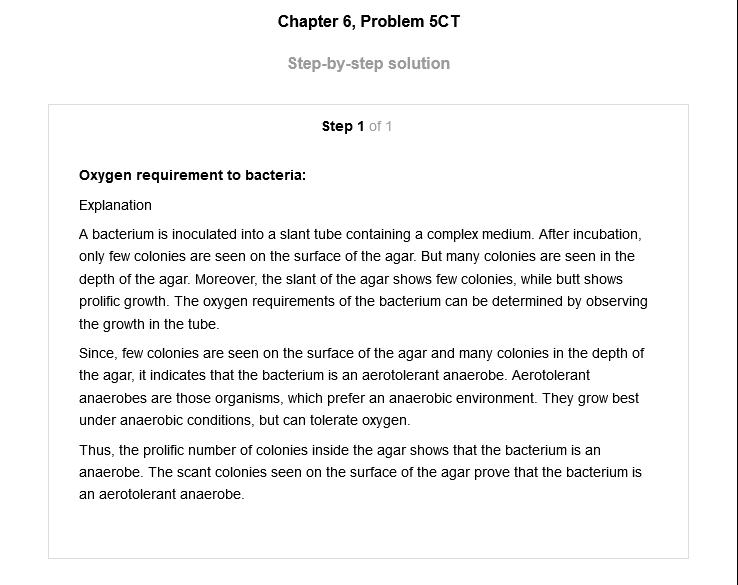 Chapter 6, Problem 5CT
Step-by-step solution
Step 1 of 1
Oxygen requirement to bacteria:
Explanation
A bacterium is inoculated into a slant tube containing a complex medium. After incubation,
only few colonies are seen on the surface of the agar. But many colonies are seen in the
depth of the agar. Moreover, the slant of the agar shows few colonies, while butt shows
prolific growth. The oxygen requirements of the bacterium can be determined by observing
the growth in the tube.
Since, few colonies are seen on the surface of the agar and many colonies in the depth of
the agar, it indicates that the bacterium is an aerotolerant anaerobe. Aerotolerant
anaerobes are those organisms, which prefer an anaerobic environment. They grow best
under anaerobic conditions, but can tolerate oxygen.
Thus, the prolific number of colonies inside the agar shows that the bacterium is an
anaerobe. The scant colonies seen on the surface of the agar prove that the bacterium is
an aerotolerant anaerobe.